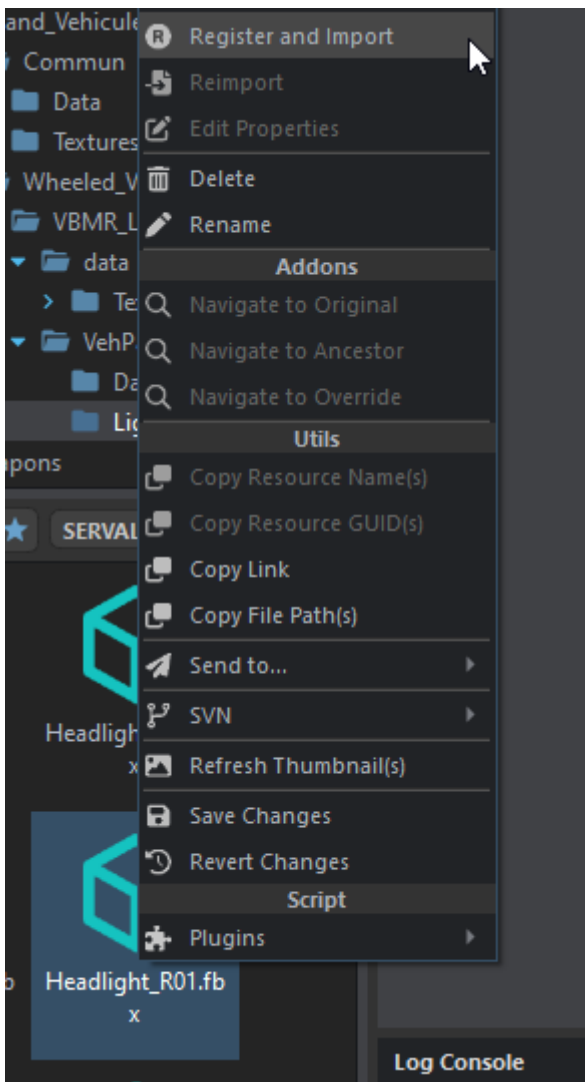 and_Vehicule
Register and Import
Commun
Reimport
Data
Edit Properties
Textures
Wheeled_V
Delete
VBMR_L
Rename
Addons
data
Te
Navigate to Original
VehP
Navigate to Ancestor
Da
Navigate to Override
Lig
Utils
apons
Copy Resource Name(s)
SERVAL
Copy Resource GUID(s)
Copy Link
Copy File Path(s)
Send to...
SVN
Headligh
x
Refresh Thumbnail(s)
Save Changes
Revert Changes
Script
Plugins
b
Headlight_R01.fb
x
Log Console